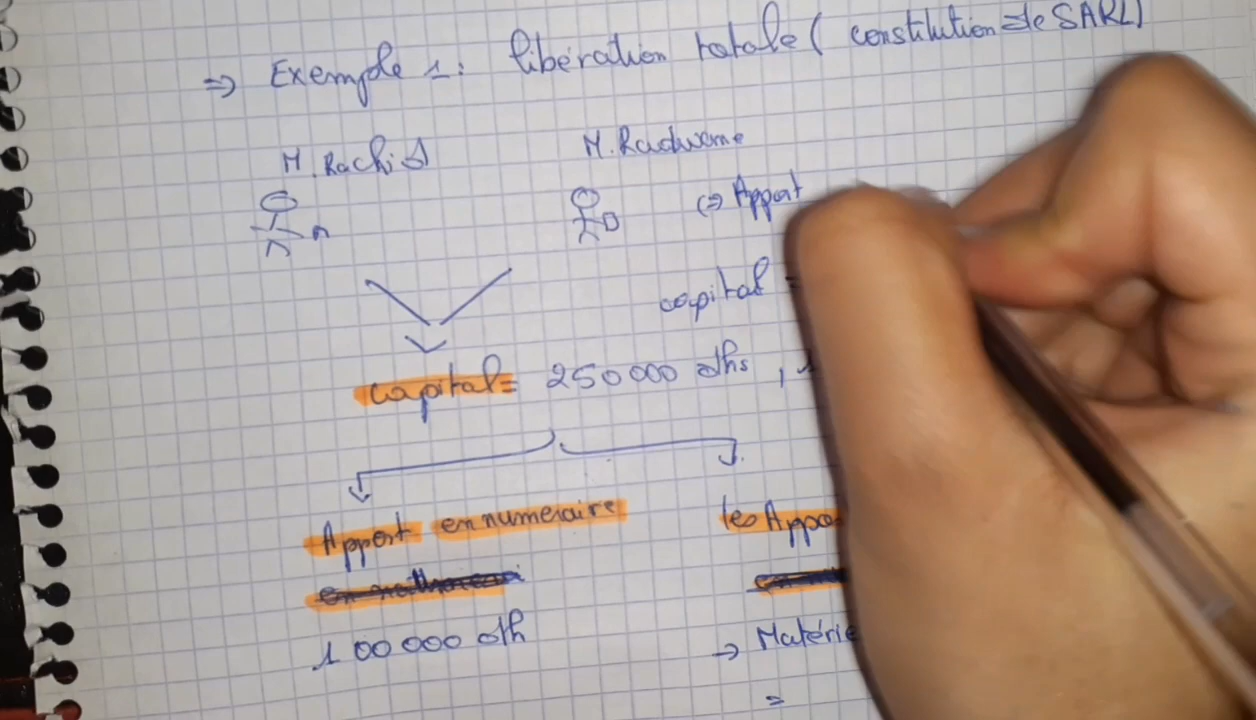 => Exemple 1: libération totale ( constitution de SARL)
M. Rachid
M. Radwane
(=> Apport
capital =
capital = 250 000 dhs ,
Apport en numeraire
les Appo
100 000 dh
-> Matérie
=